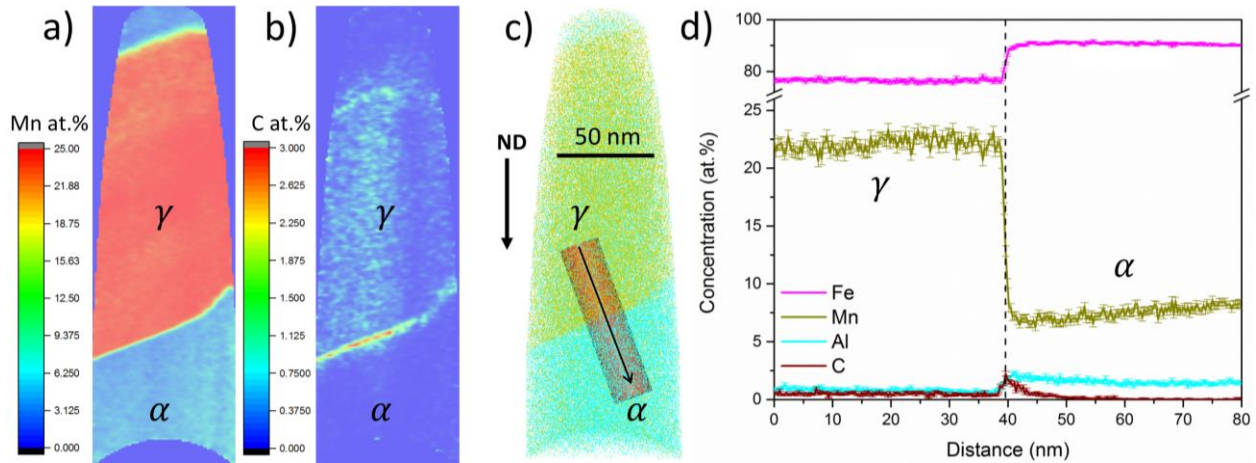 a)
Mn at.%
25.00
21.88
18.75
15.63
12.50
9.375
6.250
3.125
0.000
γ
α
b)
C at.%
3.000
2.625
2.250
1.875
1.500
1.125
0.7500
0.3750
0.000
γ
α
c)
50 nm
ND
γ
α
d)
Concentration (at.%)
100
80
25
20
15
10
5
0
γ
α
Fe
Mn
Al
C
0 10 20 30 40 50 60 70 80
Distance (nm)